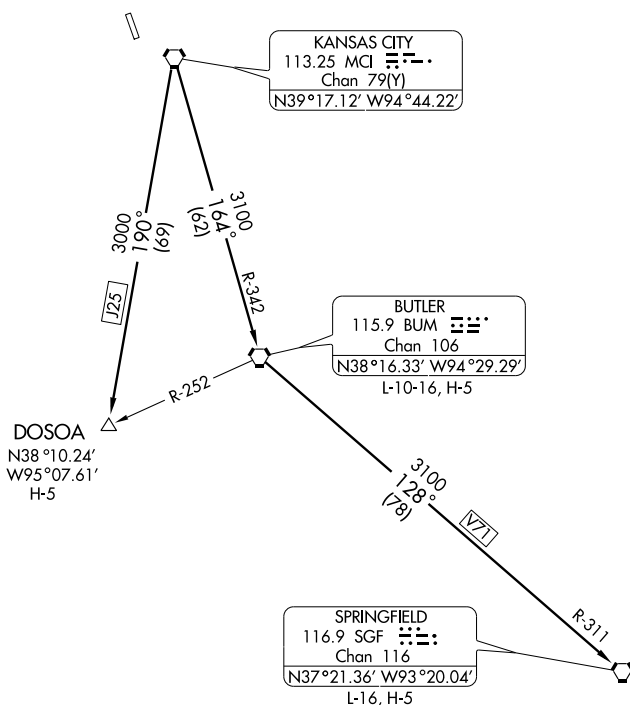 KANSAS CITY
113.25 MCI
Chan 79(Y)
N39°17.12' W94°44.22'
3000
190°
(69)
J25
3100
164°
(62)
R-342
BUTLER
115.9 BUM
Chan 106
N38°16.33' W94°29.29'
L-10-16, H-5
R-252
DOSOA
N38°10.24'
W95°07.61'
H-5
3100
128°
(78)
V71
R-311
SPRINGFIELD
116.9 SGF
Chan 116
N37°21.36' W93°20.04'
L-16, H-5